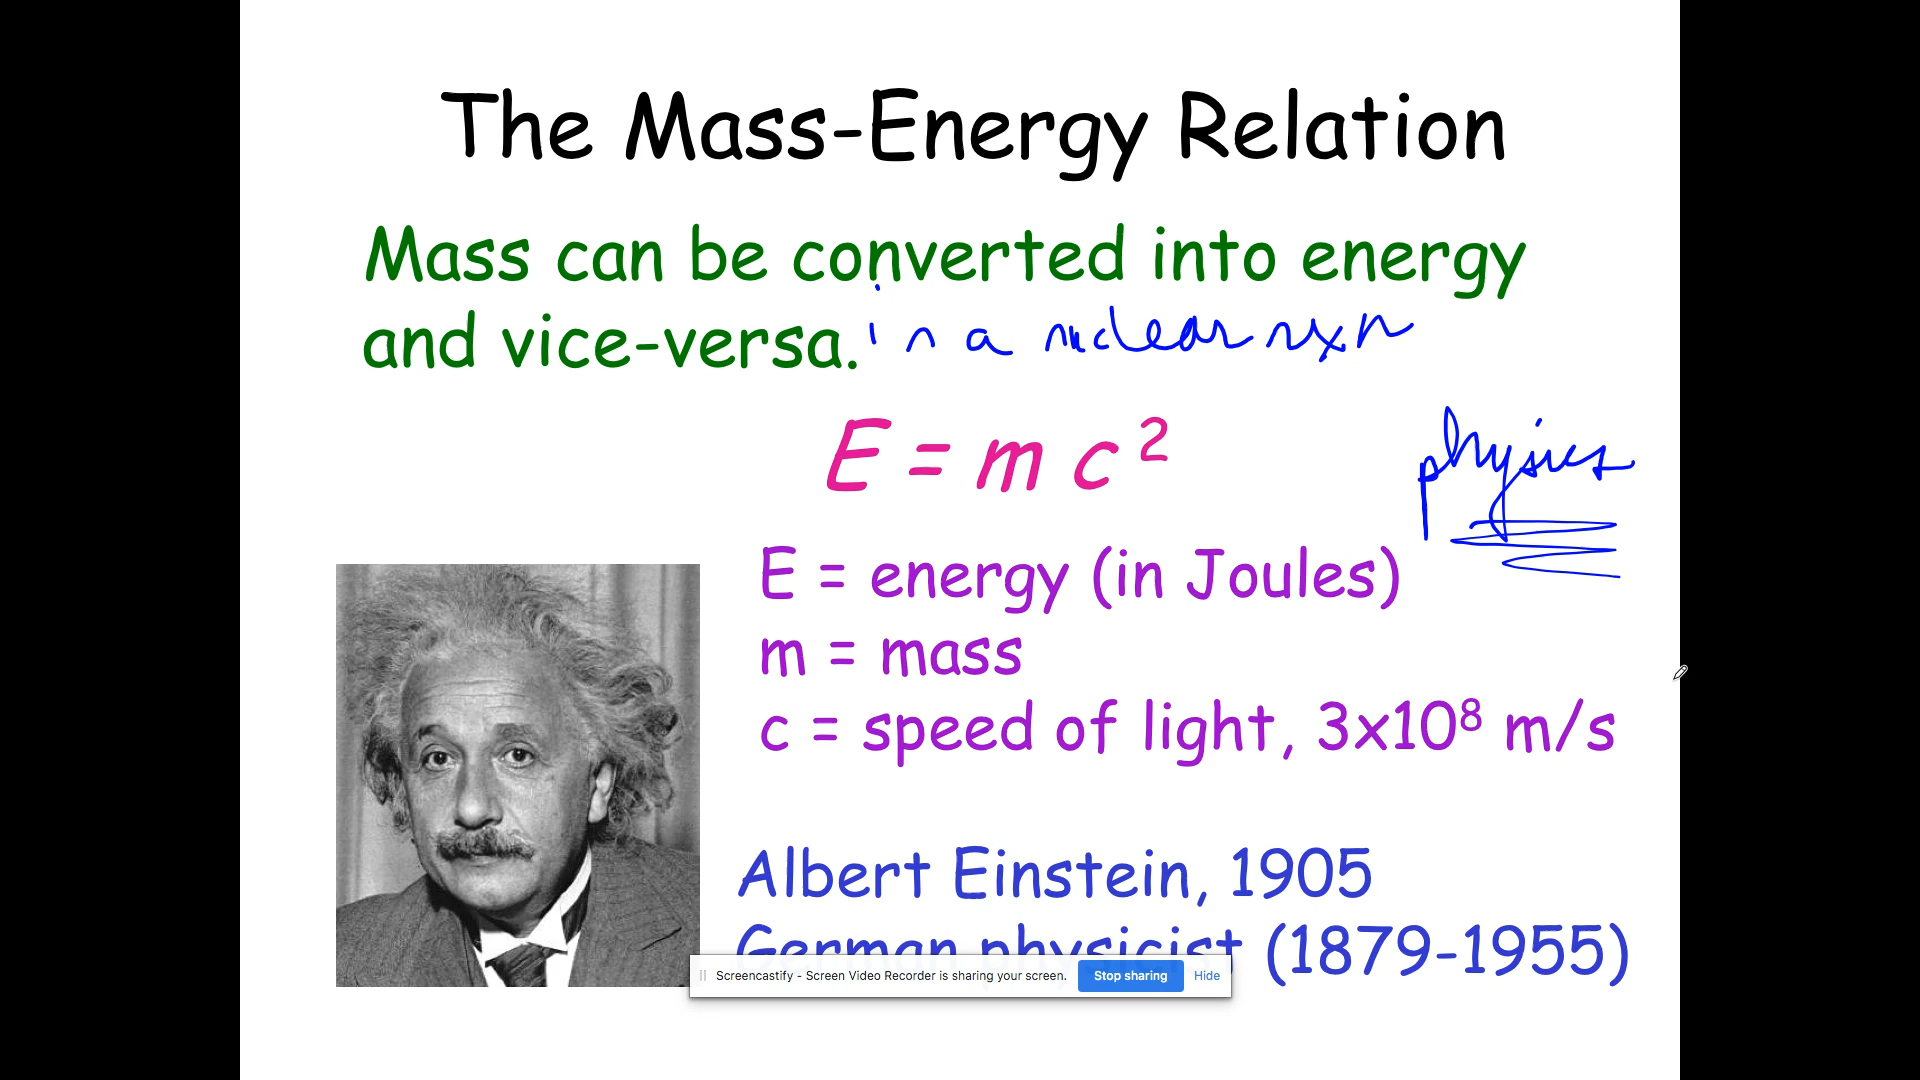 The Mass-Energy Relation
Mass can be converted into energy
and vice-versa. in a nuclear rxn
E = m c²
physics
E = energy (in Joules)
m = mass
c = speed of light, 3x10⁸ m/s
Albert Einstein, 1905
German physicist (1879-1955)
Screencastify - Screen Video Recorder is sharing your screen. Stop sharing Hide